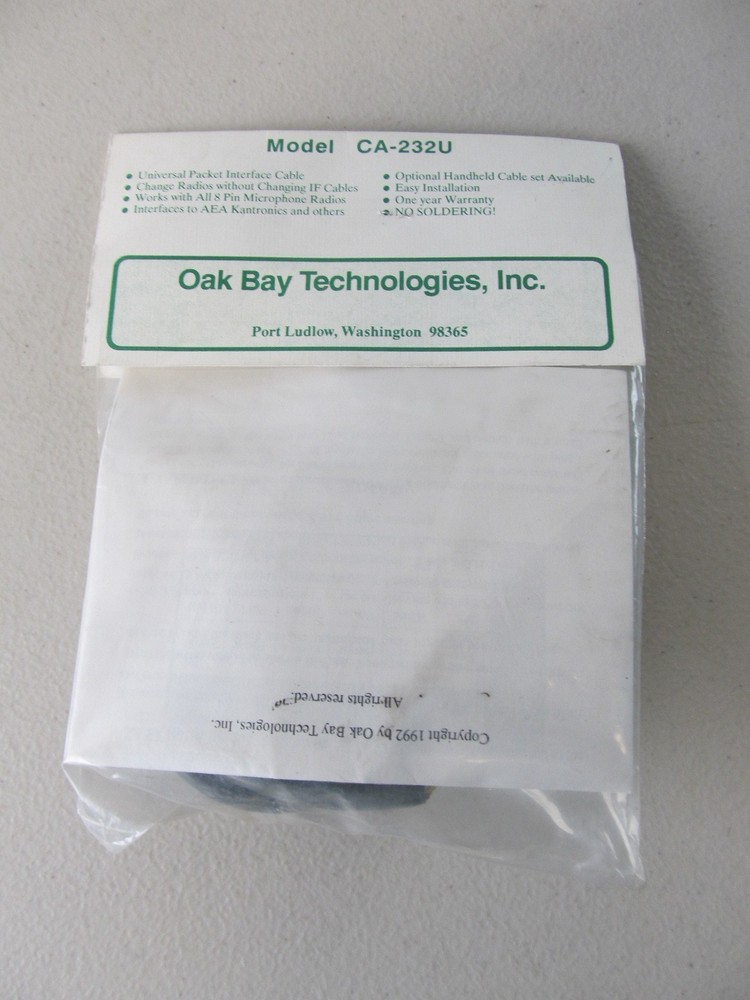 Model CA-232U
• Universal Packet Interface Cable
• Change Radios without Changing IF Cables
• Works with All 8 Pin Microphone Radios
• Interfaces to AEA Kantronics and others
• Optional Handheld Cable set Available
• Easy Installation
• One year Warranty
• NO SOLDERING!
Oak Bay Technologies, Inc.
Port Ludlow, Washington 98365
Copyright 1992 by Oak Bay Technologies, Inc.
All rights reserved.